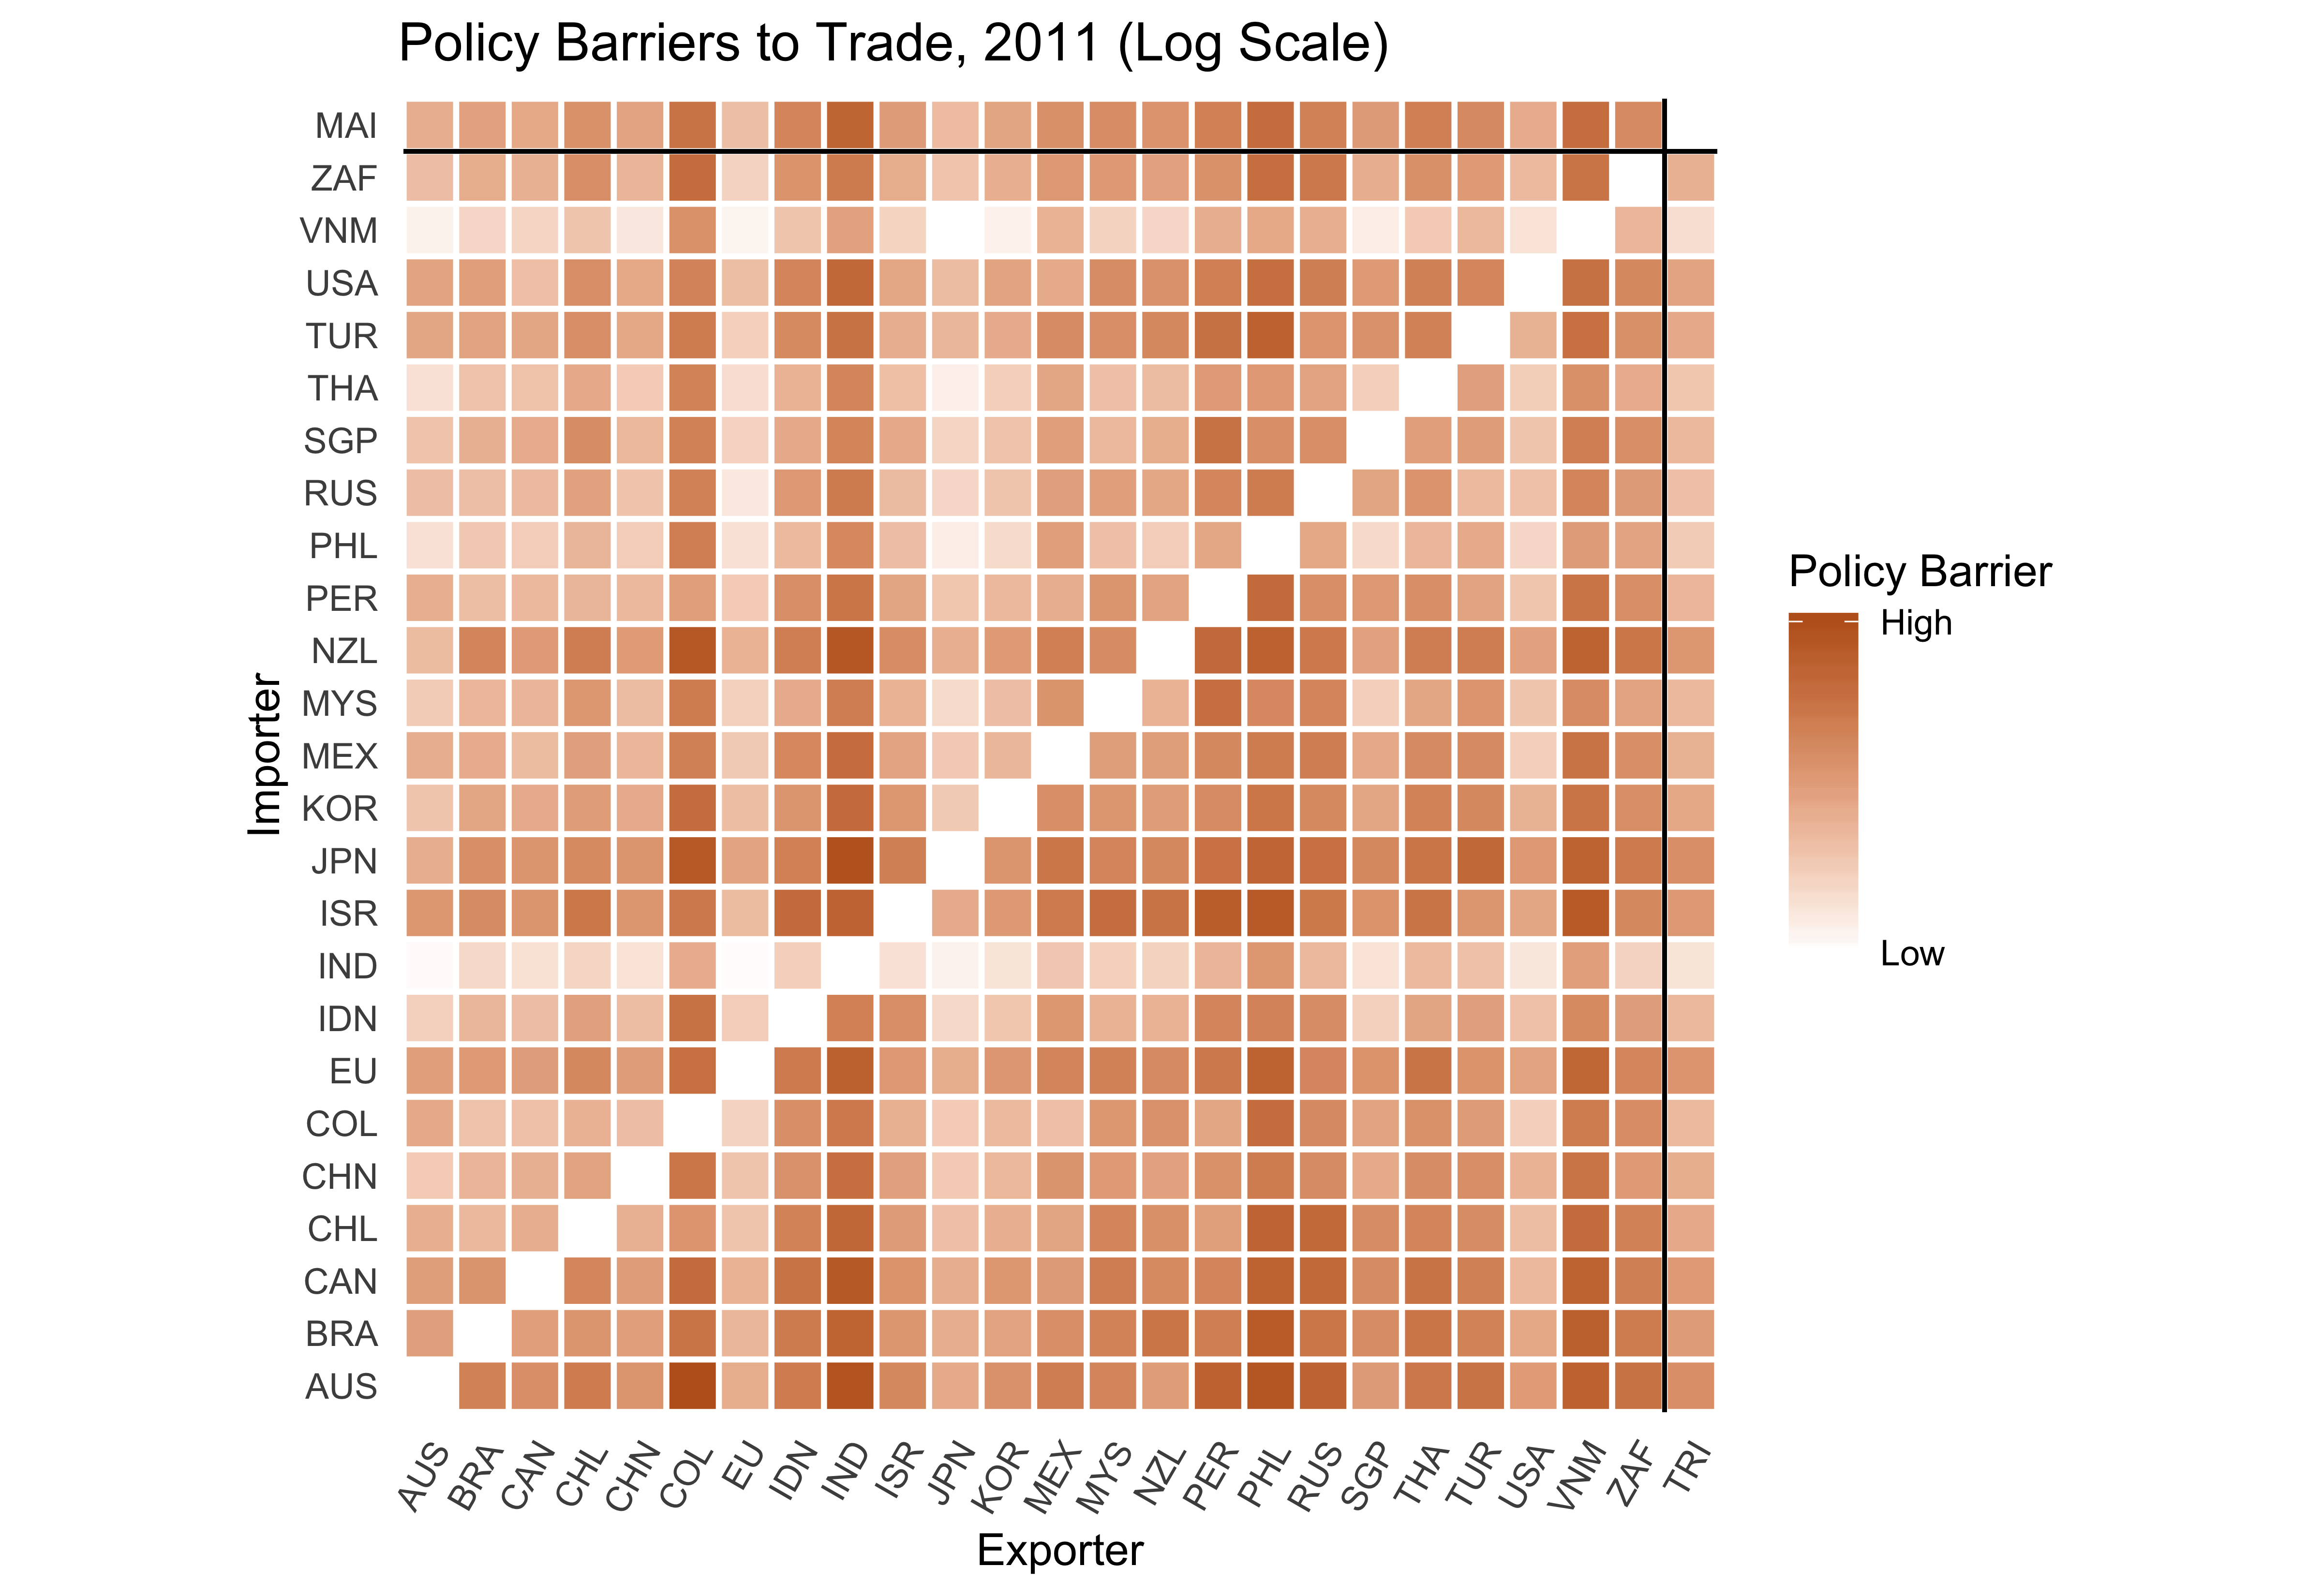 Policy Barriers to Trade, 2011 (Log Scale)
MAI
ZAF
VNM
USA
TUR
THA
SGP
RUS
PHL
PER
NZL
MYS
MEX
KOR
JPN
ISR
IND
IDN
EU
COL
CHN
CHL
CAN
BRA
AUS
Importer
AUS
BRA
CAN
CHL
CHN
COL
EU
IDN
IND
ISR
JPN
KOR
MEX
MYS
NZL
PER
PHL
RUS
SGP
THA
TUR
USA
VNM
ZAF
TRI
Exporter
Policy Barrier
High
Low